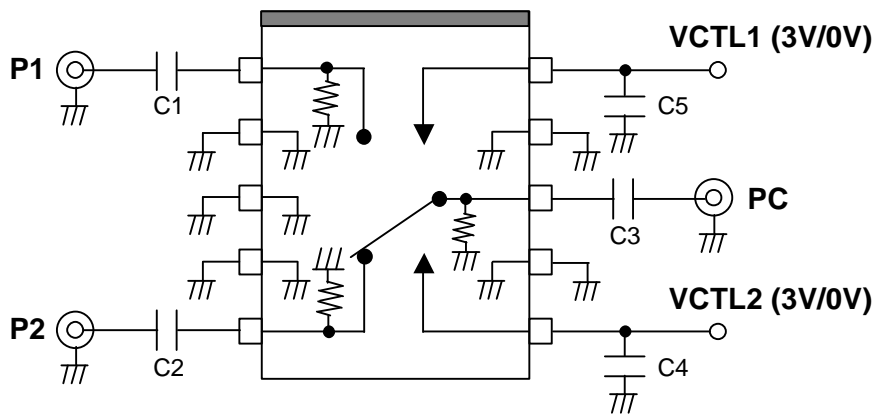 VCTL1 (3V/0V)
P1
C1
C5
PC
C3
VCTL2 (3V/0V)
P2
C2
C4